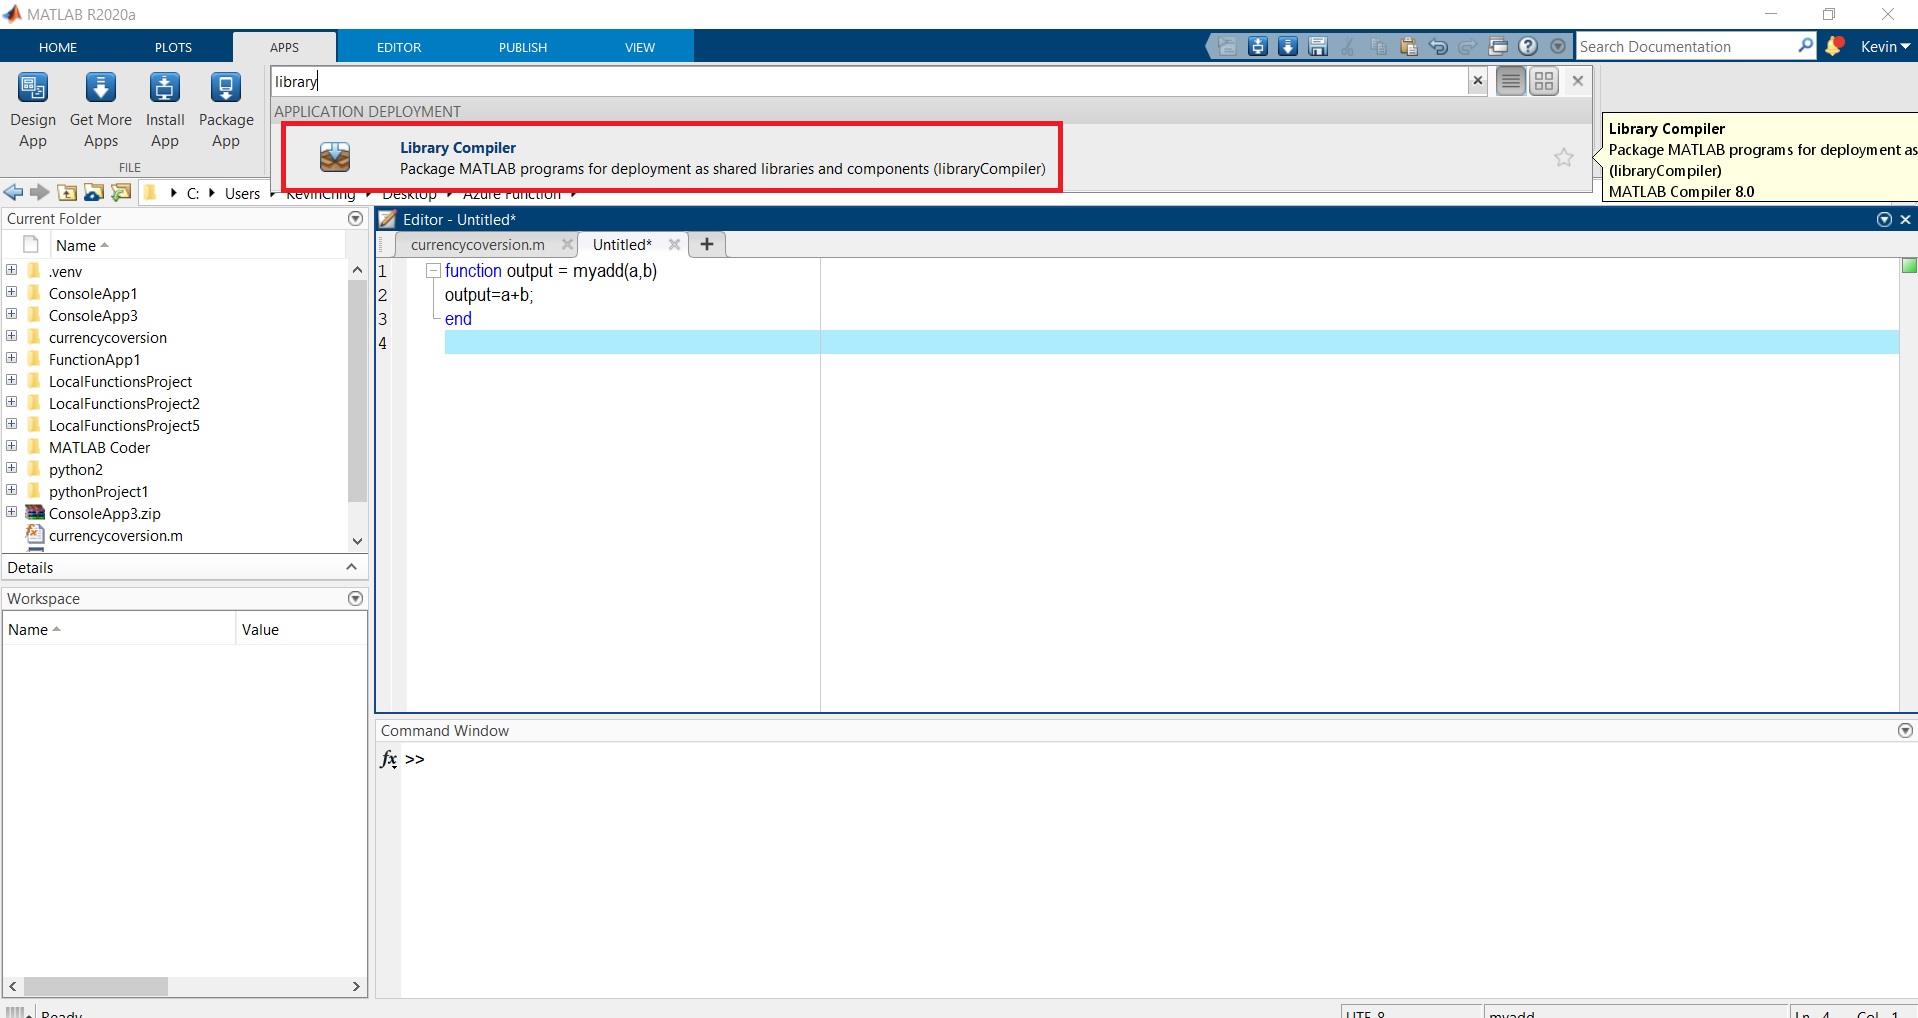 MATLAB R2020a
HOME PLOTS APPS EDITOR PUBLISH VIEW
Search Documentation
Kevin
library
Design App
Get More Apps
Install App
Package App
FILE
APPLICATION DEPLOYMENT
Library Compiler
Package MATLAB programs for deployment as shared libraries and components (libraryCompiler)
Library Compiler
Package MATLAB programs for deployment as
(libraryCompiler)
MATLAB Compiler 8.0
C: Users KevinChng Desktop Azure Function
Current Folder
Name
.venv
ConsoleApp1
ConsoleApp3
currencycoversion
FunctionApp1
LocalFunctionsProject
LocalFunctionsProject2
LocalFunctionsProject5
MATLAB Coder
python2
pythonProject1
ConsoleApp3.zip
currencycoversion.m
Details
Workspace
Name Value
Editor - Untitled*
currencycoversion.m Untitled* +
1 function output = myadd(a,b)
2 output=a+b;
3 end
4
Command Window
fx >>
Ready
UTF-8 myadd Ln 4 Col 1